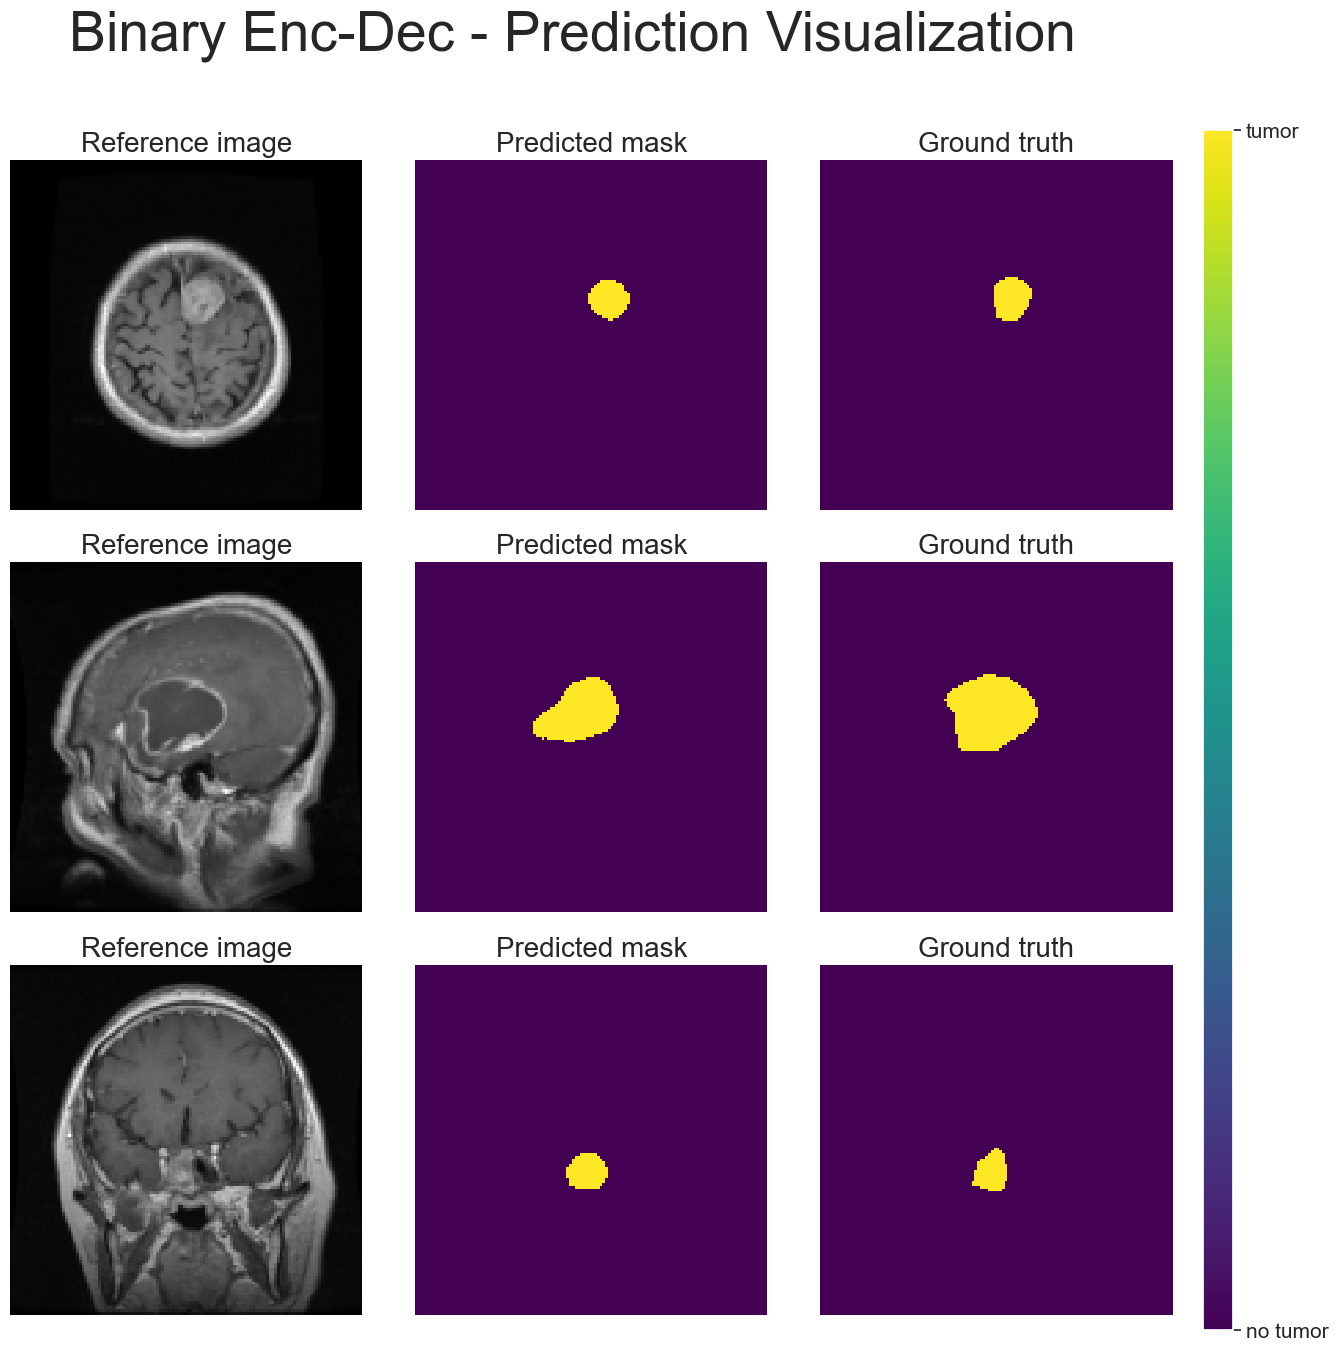 Binary Enc-Dec - Prediction Visualization
Reference image
Predicted mask
Ground truth
tumor
Reference image
Predicted mask
Ground truth
Reference image
Predicted mask
Ground truth
no tumor